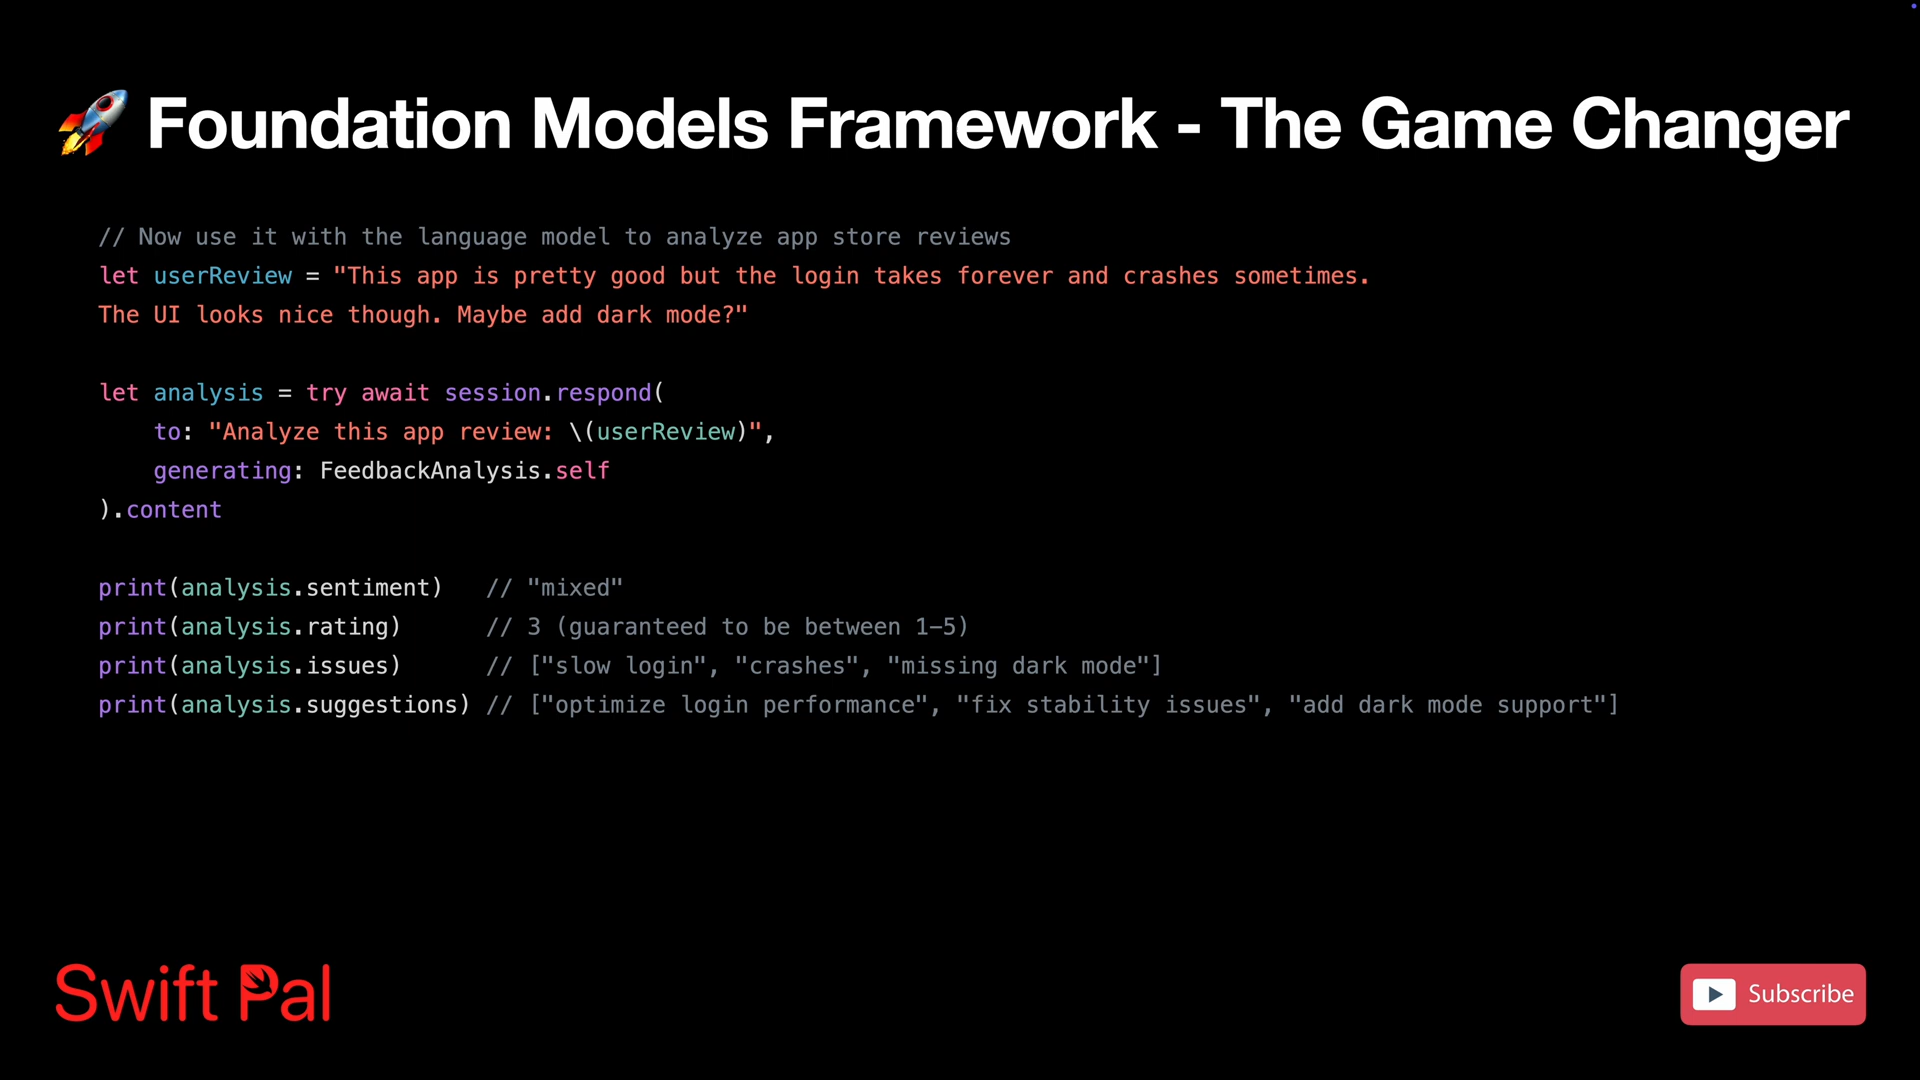 🚀 Foundation Models Framework - The Game Changer
// Now use it with the language model to analyze app store reviews
let userReview = "This app is pretty good but the login takes forever and crashes sometimes.
The UI looks nice though. Maybe add dark mode?"
let analysis = try await session.respond(
    to: "Analyze this app review: \(userReview)",
    generating: FeedbackAnalysis.self
).content
print(analysis.sentiment)   // "mixed"
print(analysis.rating)      // 3 (guaranteed to be between 1–5)
print(analysis.issues)      // ["slow login", "crashes", "missing dark mode"]
print(analysis.suggestions) // ["optimize login performance", "fix stability issues", "add dark mode support"]
Swift Pal
Subscribe